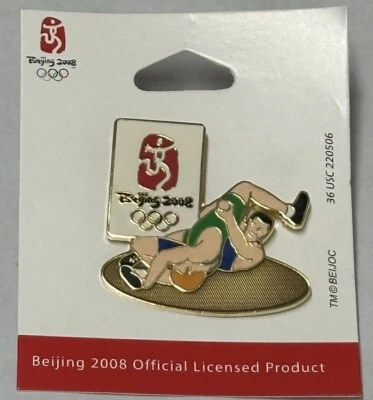 Beijing 2008
Beijing 2008
36 USC 220506
TM©BEIJOC
Beijing 2008 Official Licensed Product